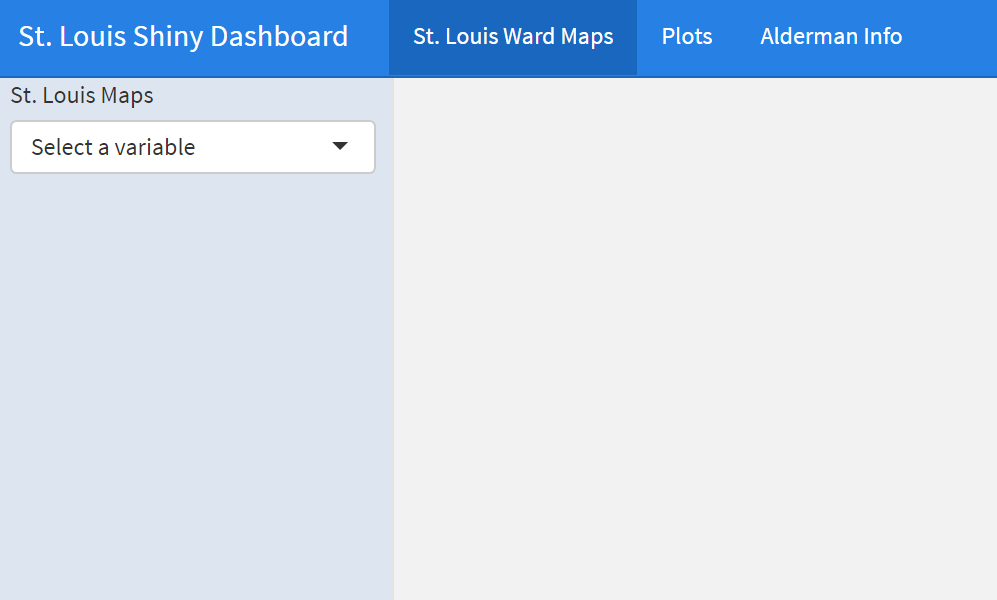 St. Louis Shiny Dashboard St. Louis Ward Maps Plots Alderman Info
St. Louis Maps
Select a variable